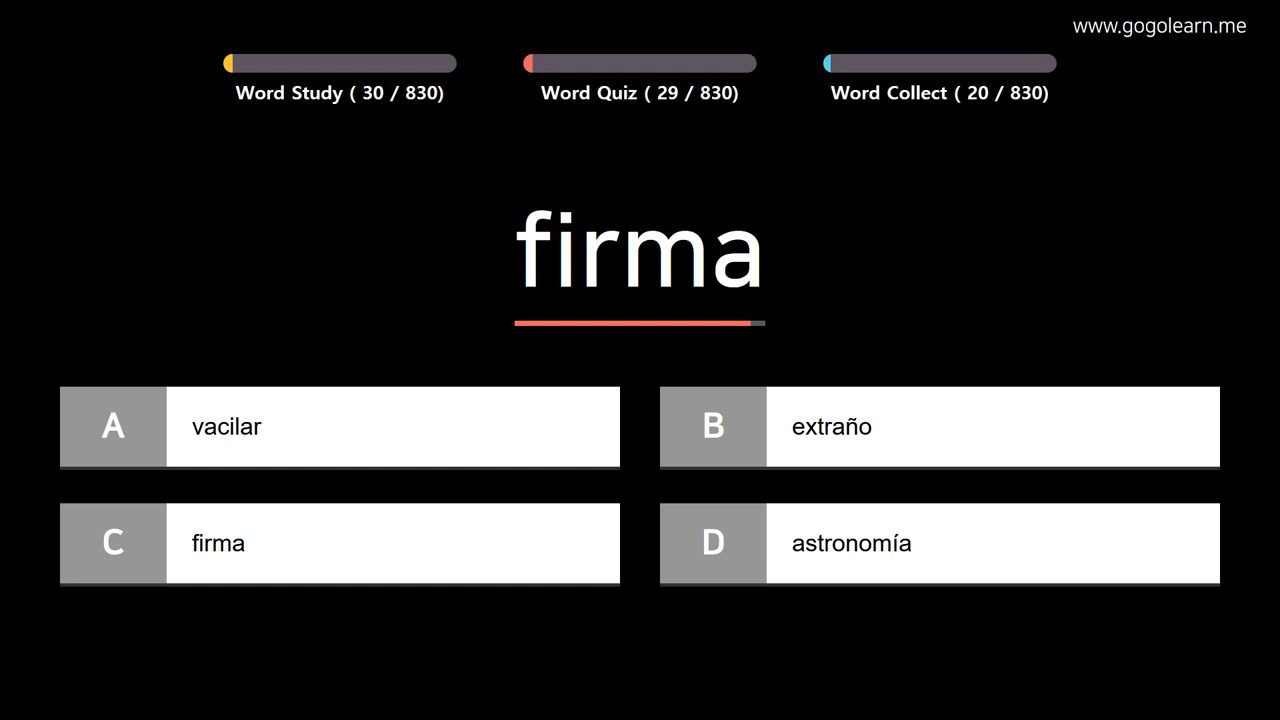 www.gogolearn.me
Word Study ( 30 / 830)
Word Quiz ( 29 / 830)
Word Collect ( 20 / 830)
firma
A vacilar
B extraño
C firma
D astronomía